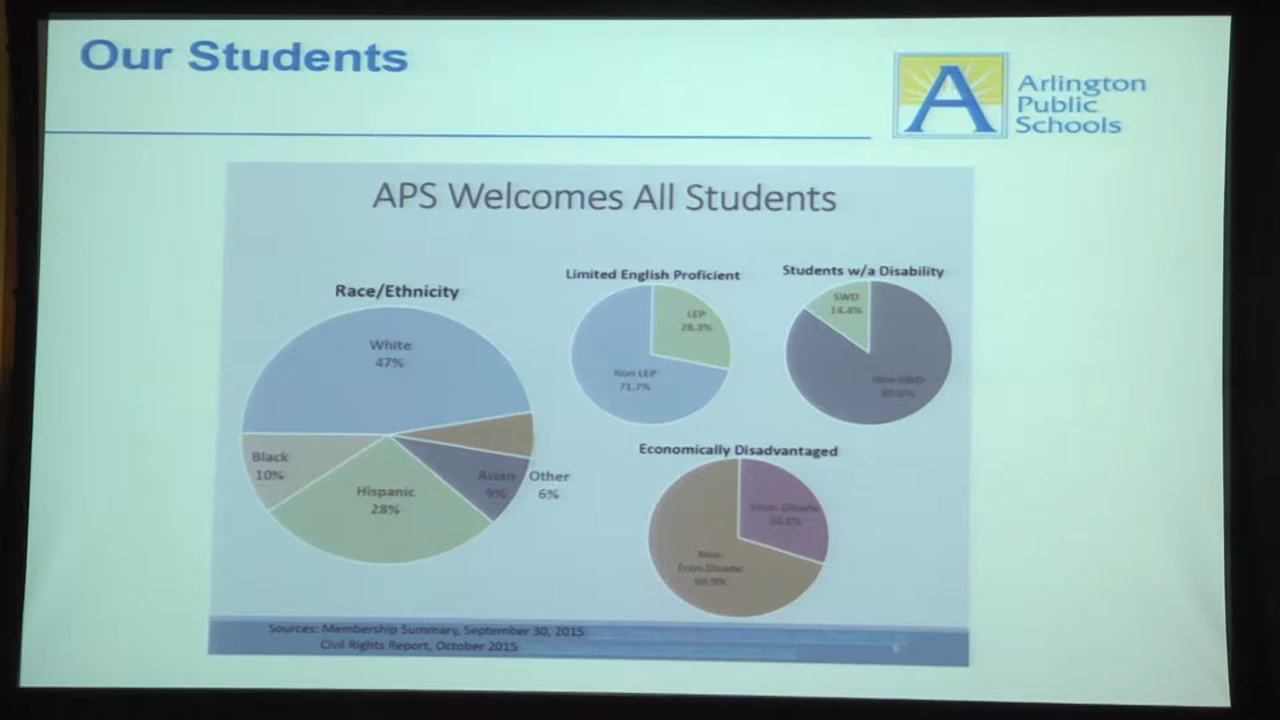 Our Students
Arlington
Public
Schools
APS Welcomes All Students
Race/Ethnicity
White
47%
Black
10%
Hispanic
28%
Asian
9%
Other
6%
Limited English Proficient
LEP
28.3%
Non LEP
71.7%
Students w/a Disability
SWD
14.4%
Non-SWD
85.6%
Economically Disadvantaged
Econ. Disadv.
Non-
Econ.Disadv.
69.9%
Sources: Membership Summary, September 30, 2015
Civil Rights Report, October 2015